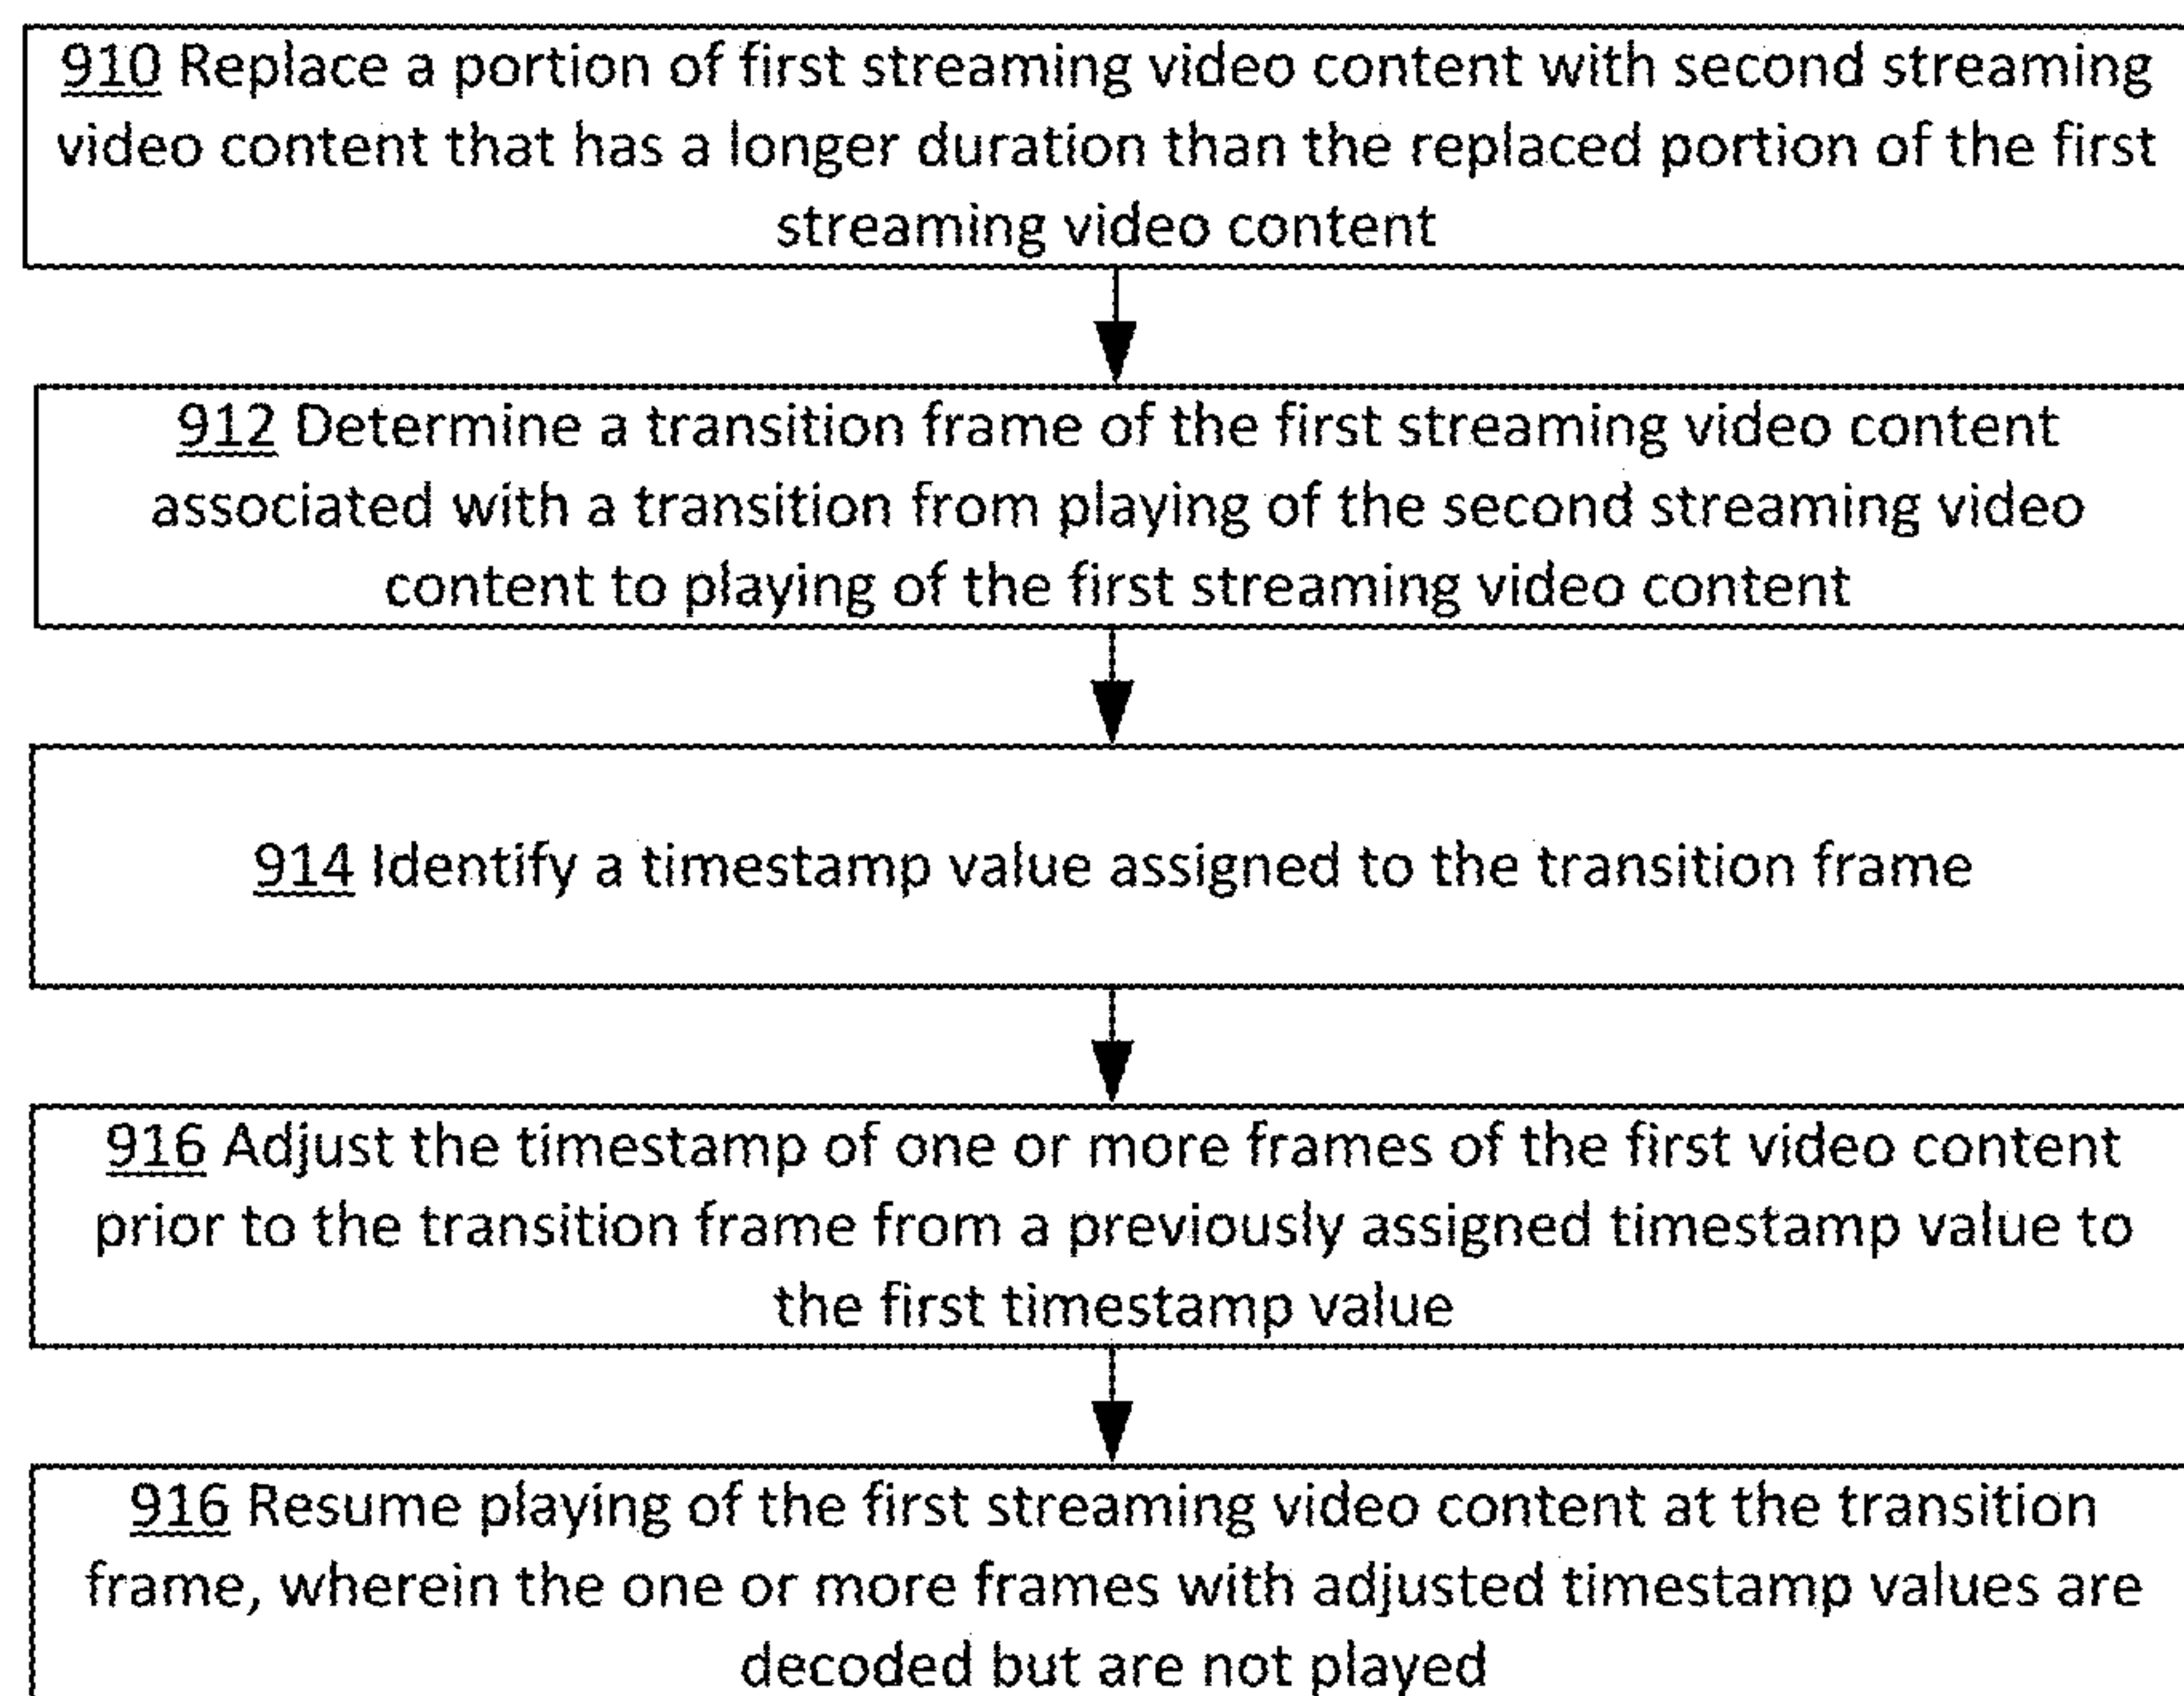 910 Replace a portion of first streaming video content with second streaming
video content that has a longer duration than the replaced portion of the first
streaming video content
912 Determine a transition frame of the first streaming video content
associated with a transition from playing of the second streaming video
content to playing of the first streaming video content
914 Identify a timestamp value assigned to the transition frame
916 Adjust the timestamp of one or more frames of the first video content
prior to the transition frame from a previously assigned timestamp value to
the first timestamp value
916 Resume playing of the first streaming video content at the transition
frame, wherein the one or more frames with adjusted timestamp values are
decoded but are not played